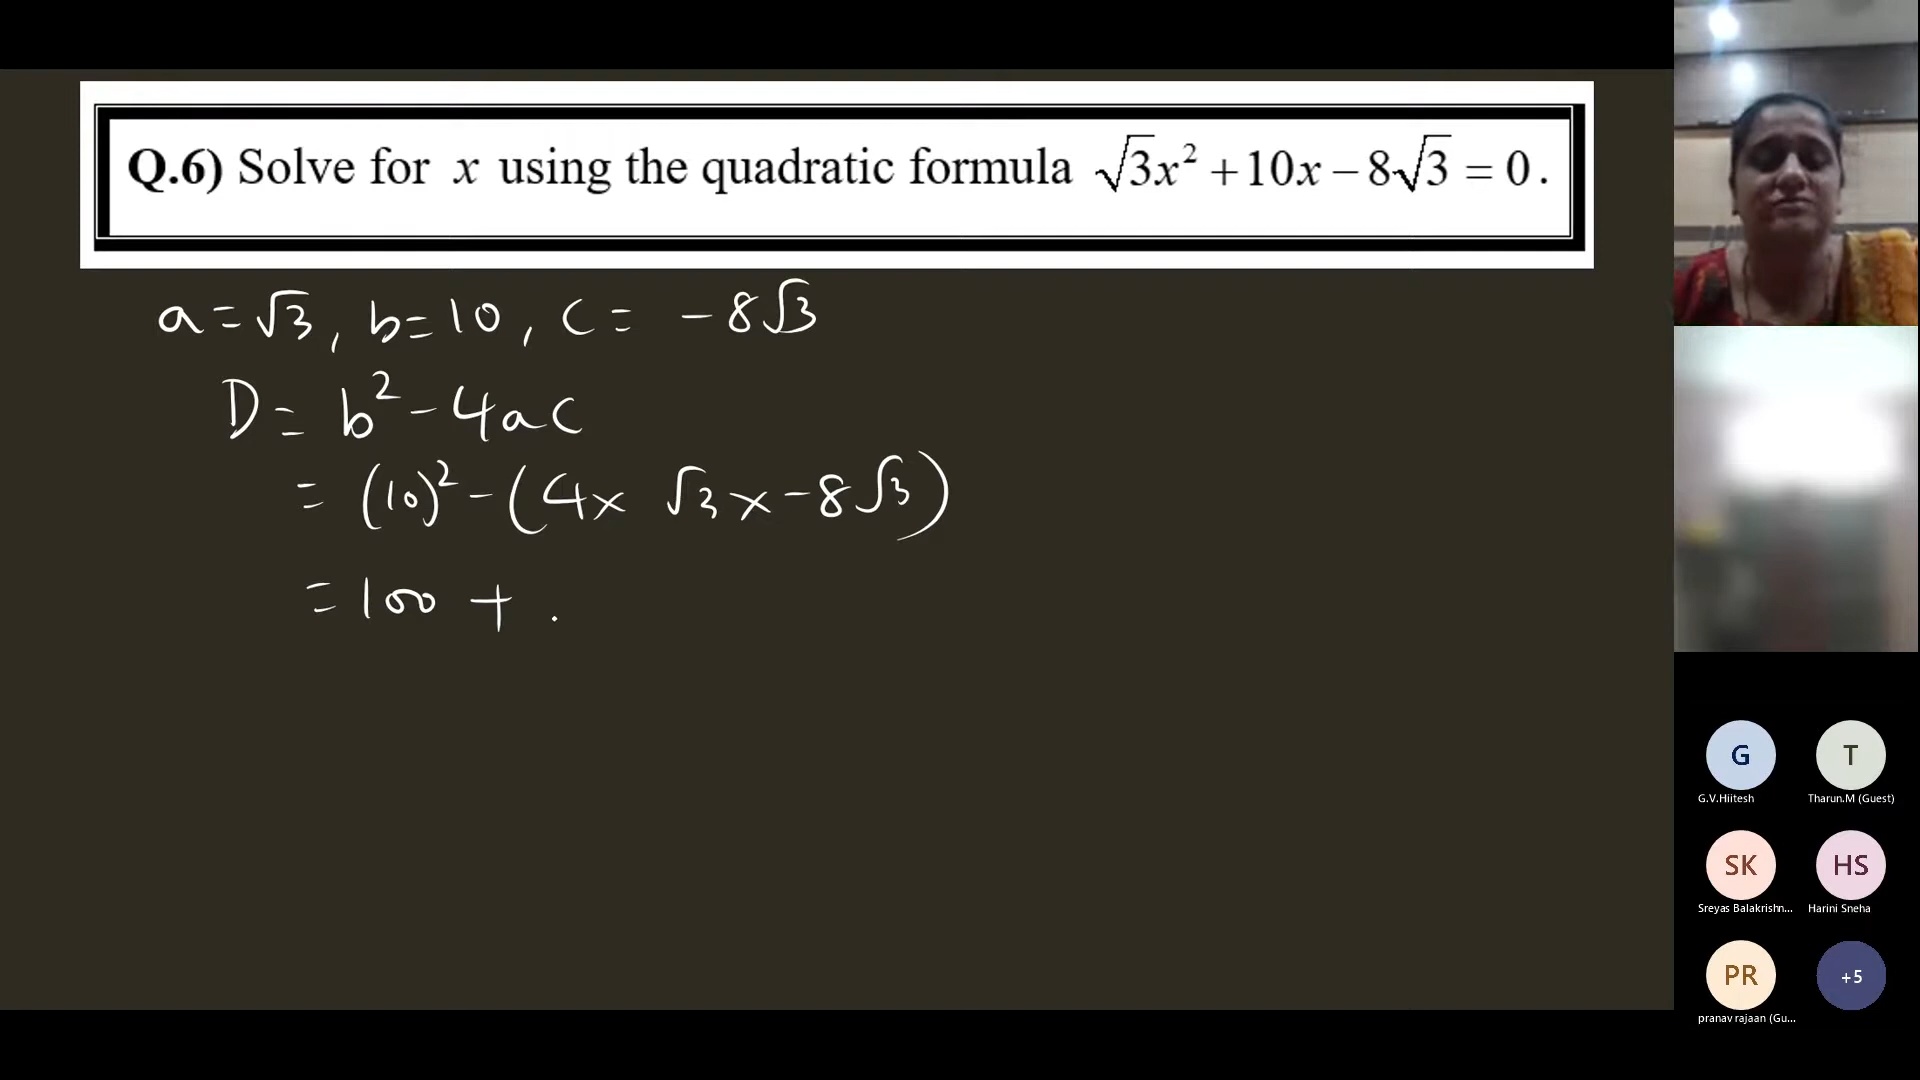 Q.6) Solve for x using the quadratic formula √3x² + 10x − 8√3 = 0.
a = √3, b = 10, c = −8√3
D = b² − 4ac
= (10)² − (4x √3 x −8√3)
= 100 + .
G
T
G.V.Hiitesh
Tharun.M (Guest)
SK
HS
Sreyas Balakrishn...
Harini Sneha
PR
+5
pranav rajaan (Gu...